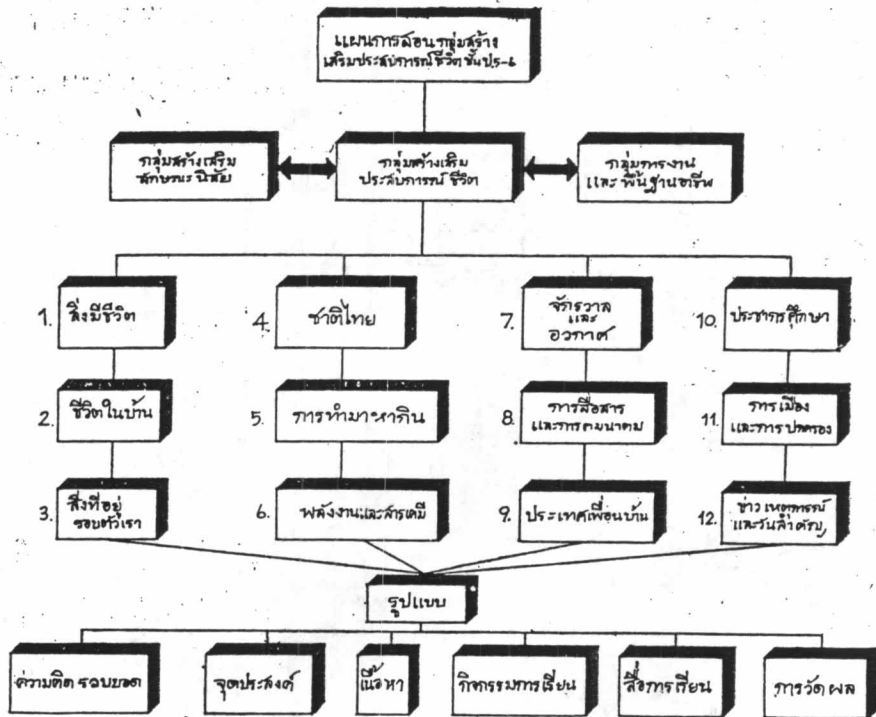 แผนการสอนกลุ่มสร้าง
เสริมประสบการณ์ชีวิตชั้นป.5-6
กลุ่มสร้างเสริม
ลักษณะนิสัย
กลุ่มสร้างเสริม
ประสบการณ์ชีวิต
กลุ่มการงาน
และพื้นฐานอาชีพ
1. สิ่งมีชีวิต
4. ชาติไทย
7. จักรวาล
และ
อวกาศ
10. ประชากรศึกษา
2. ชีวิตในบ้าน
5. การทำมาหากิน
8. การสื่อสาร
และการคมนาคม
11. การเมือง
และการปกครอง
3. สิ่งที่อยู่
รอบตัวเรา
6. พลังงานและสารเคมี
9. ประเทศเพื่อนบ้าน
12. ข่าว เหตุการณ์
และวันสำคัญ
รูปแบบ
ความคิดรวบยอด
จุดประสงค์
เนื้อหา
กิจกรรมการเรียน
สื่อการเรียน
การวัดผล